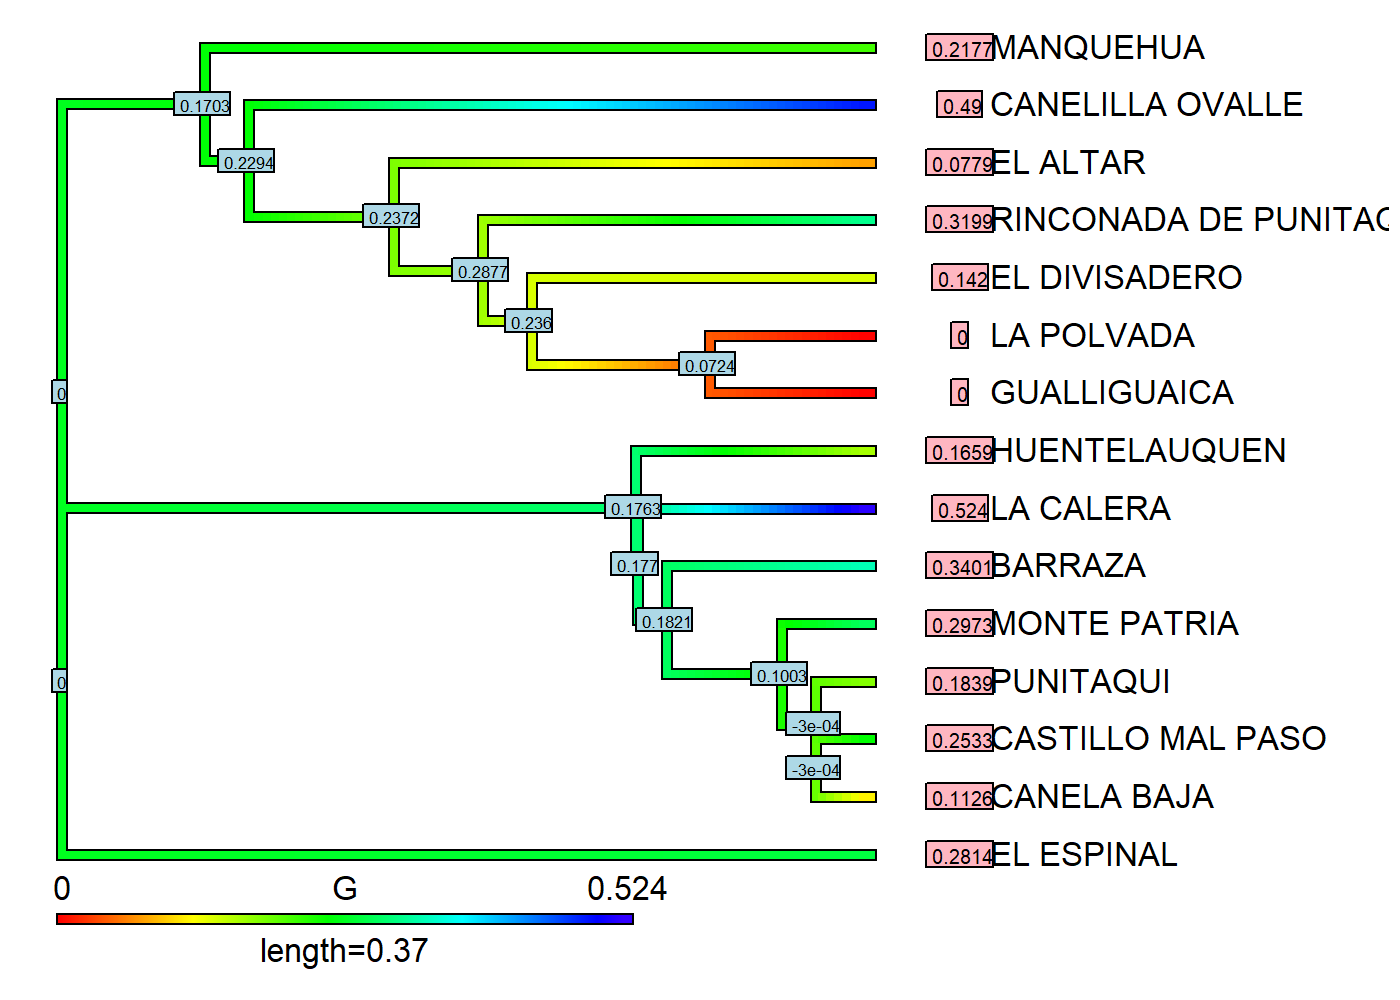 0.2177 MANQUEHUA
0.1703
0.49 CANELILLA OVALLE
0.2294
0.0779 EL ALTAR
0.2372
0.3199 RINCONADA DE PUNITAQ
0.2877
0.142 EL DIVISADERO
0.236
0 LA POLVADA
0.0724
0
0 GUALLIGUAICA
0.1659 HUENTELAUQUEN
0.1763
0.524 LA CALERA
0.177
0.3401 BARRAZA
0.1821
0.2973 MONTE PATRIA
0.1003
0
0.1839 PUNITAQUI
-3e-04
0.2533 CASTILLO MAL PASO
-3e-04
0.1126 CANELA BAJA
0.2814 EL ESPINAL
0 G 0.524
length=0.37